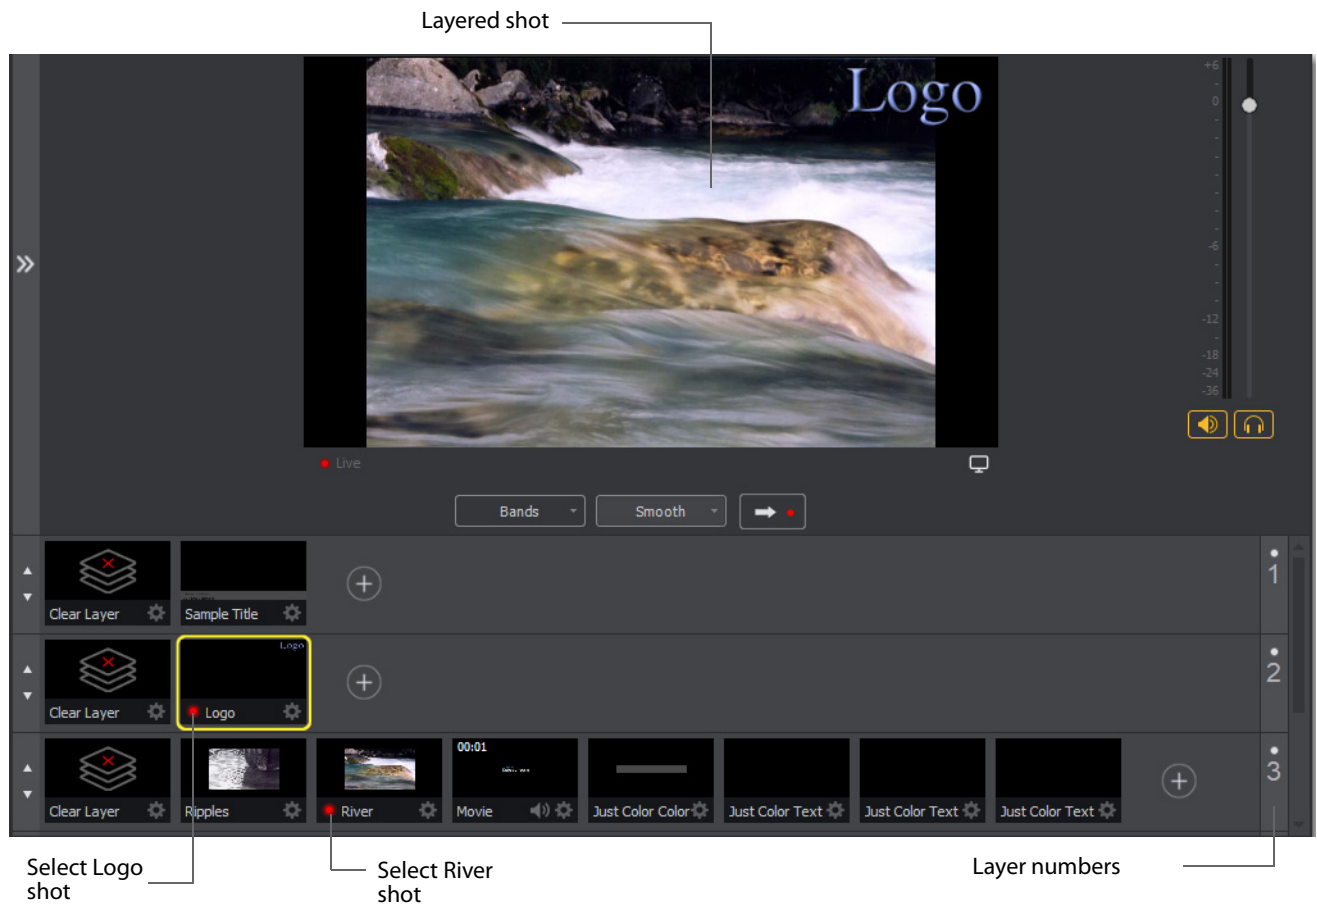 Layered shot
Logo
+6
0
-6
-12
-18
-24
-36
Live
Bands
Smooth
Clear Layer
Sample Title
1
Logo
Clear Layer
Logo
2
00:01
Clear Layer
Ripples
River
Movie
Just Color Color
Just Color Text
Just Color Text
Just Color Text
3
Select Logo
shot
Select River
shot
Layer numbers